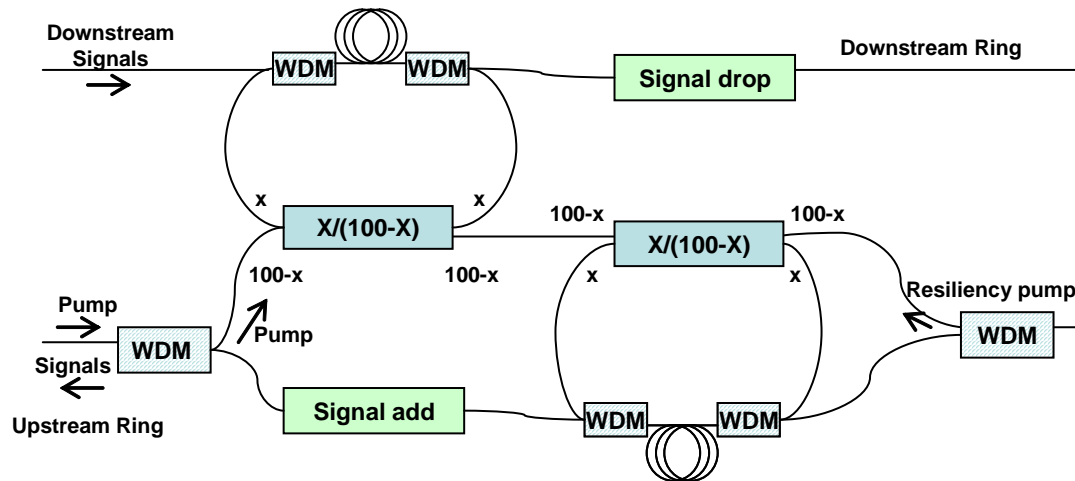 Downstream
Signals
WDM
WDM
Signal drop
Downstream Ring
x
x
X/(100-X)
100-x
100-x
100-x
100-x
X/(100-X)
x
x
Pump
WDM
Pump
Signals
Upstream Ring
Signal add
Resiliency pump
WDM
WDM
WDM